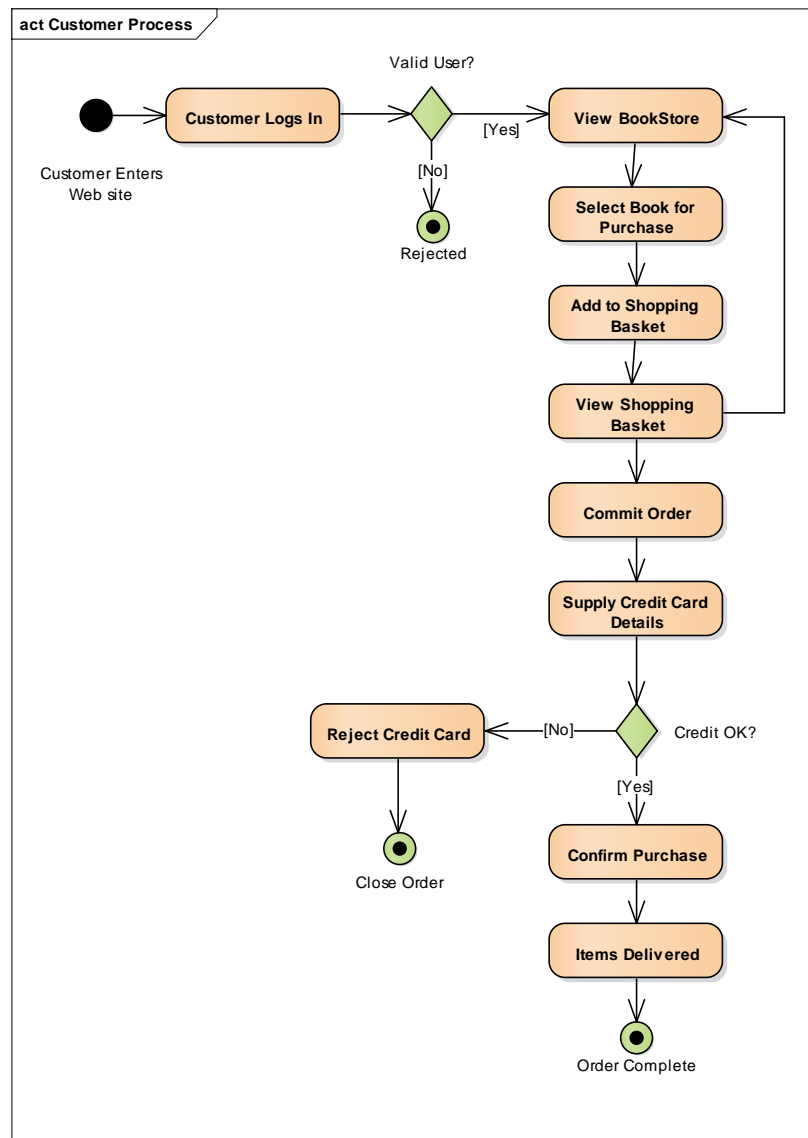 act Customer Process
Valid User?
Customer Logs In
View BookStore
[Yes]
[No]
Customer Enters
Web site
Rejected
Select Book for
Purchase
Add to Shopping
Basket
View Shopping
Basket
Commit Order
Supply Credit Card
Details
Reject Credit Card
[No]
Credit OK?
[Yes]
Close Order
Confirm Purchase
Items Delivered
Order Complete